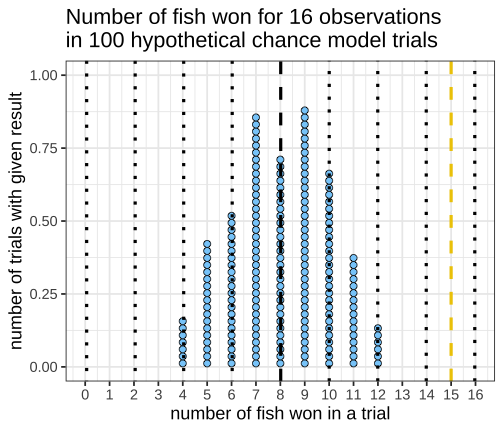 Number of fish won for 16 observations
in 100 hypothetical chance model trials
number of trials with given result
1.00
0.75
0.50
0.25
0.00
0 1 2 3 4 5 6 7 8 9 10 11 12 13 14 15 16
number of fish won in a trial